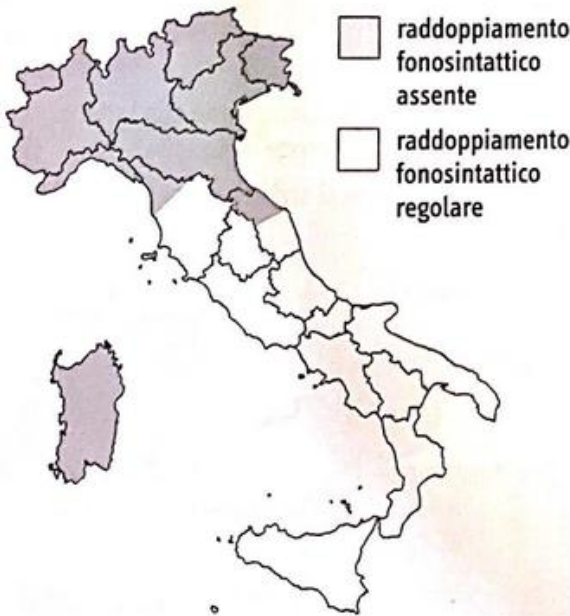 raddoppiamento
fonosintattico
assente
raddoppiamento
fonosintattico
regolare